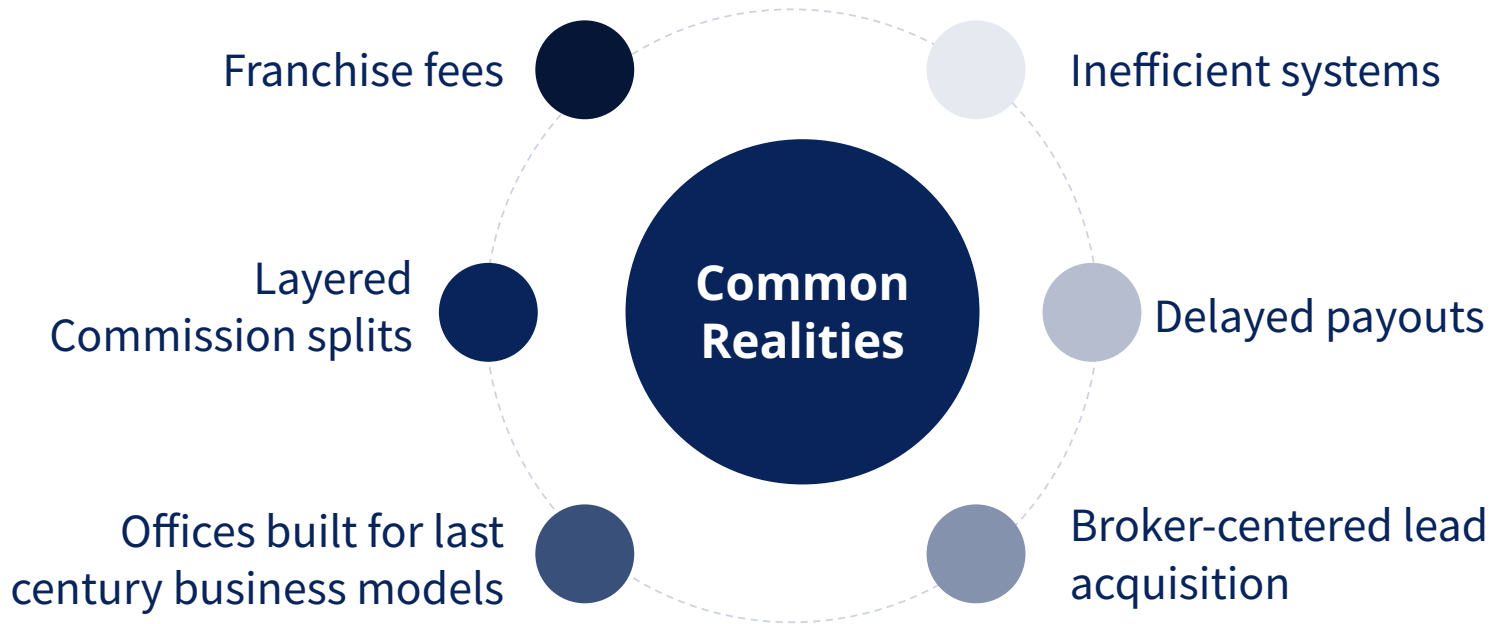 Franchise fees
Inefficient systems
Layered
Commission splits
Common
Realities
Delayed payouts
Offices built for last
century business models
Broker-centered lead
acquisition